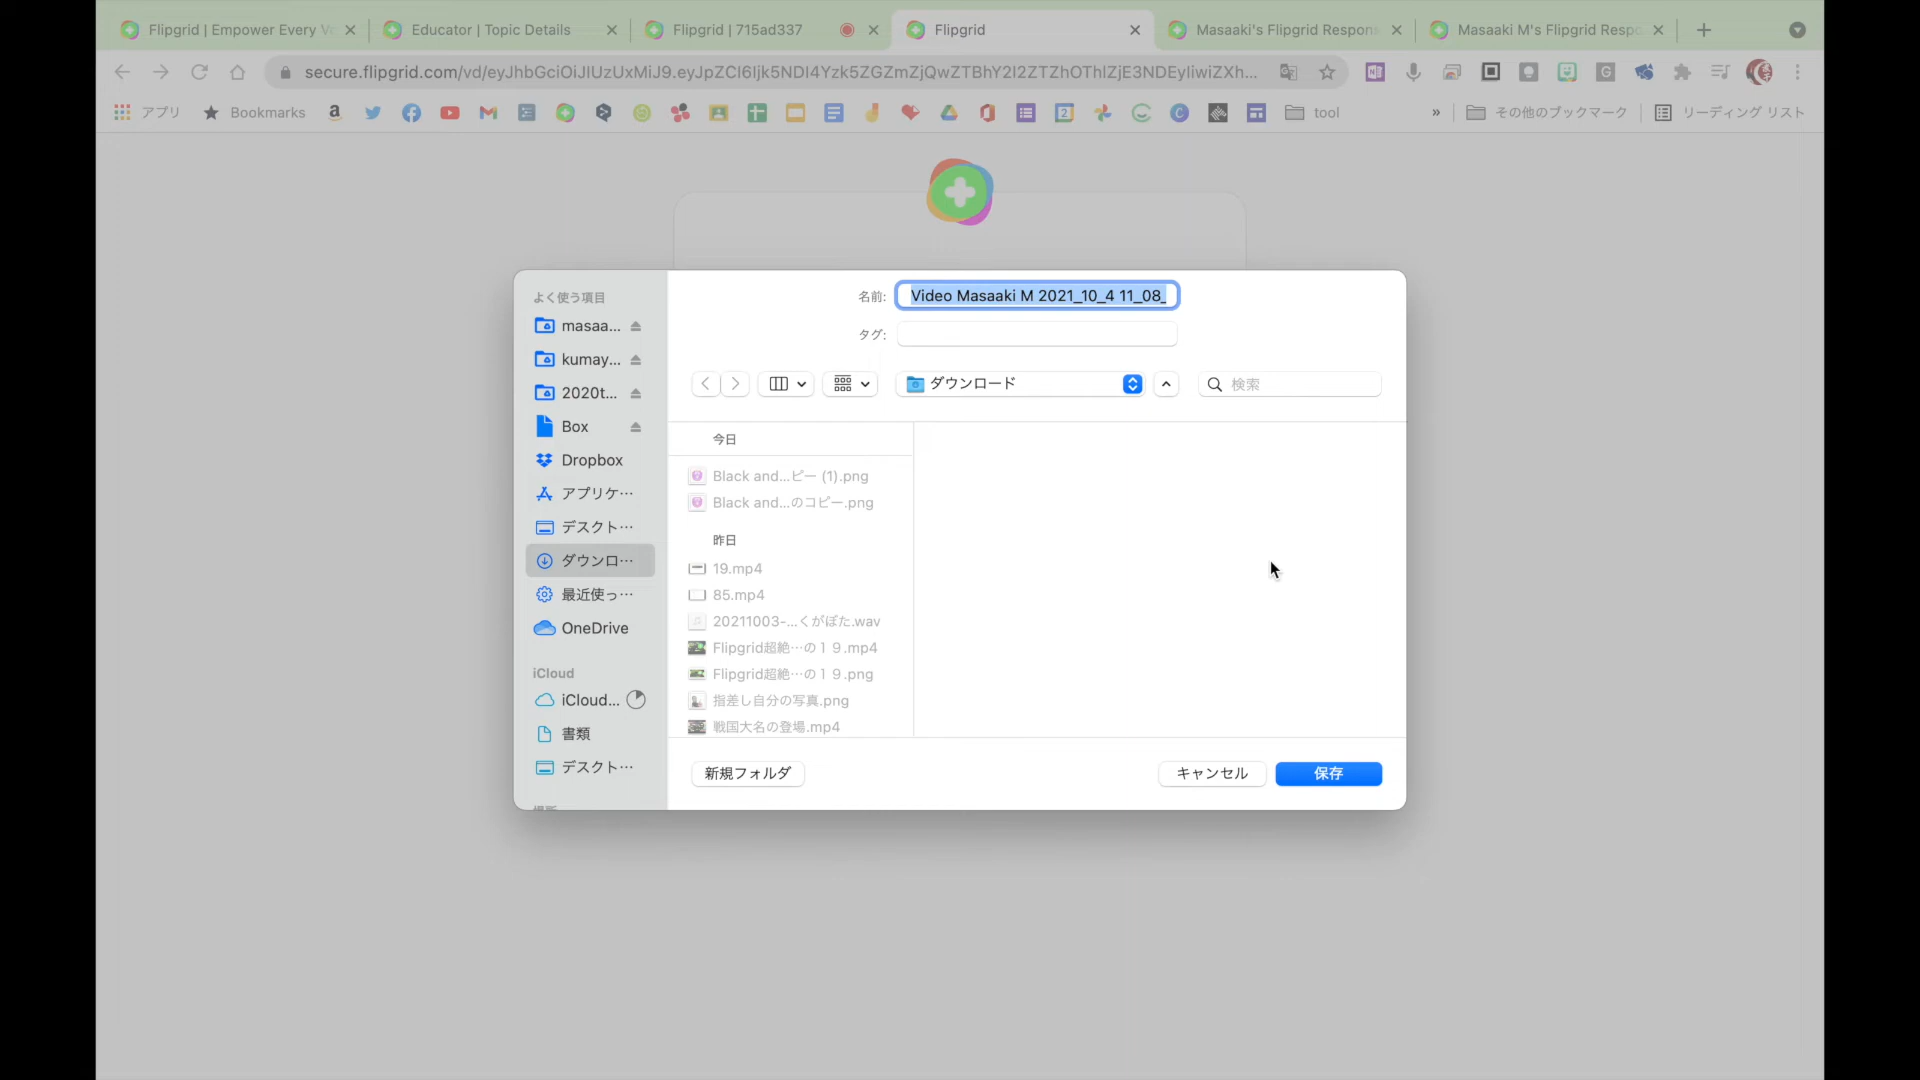 Flipgrid | Empower Every Vo
Educator | Topic Details
Flipgrid | 715ad337
Flipgrid
Masaaki's Flipgrid Respons
Masaaki M's Flipgrid Respo
secure.flipgrid.com/vd/eyJhbGciOiJIUzUxMiJ9.eyJpZCI6Ijk5NDI4Yzk5ZGZmZjQwZTBhY2I2ZTZhOThlZjE3NDEyIiwiZXh...
アプリ
Bookmarks
tool
»
その他のブックマーク
リーディング リスト
よく使う項目
masaa...
kumay...
2020t...
Box
Dropbox
アプリケ…
デスクト…
ダウンロ…
最近使っ…
OneDrive
iCloud
iCloud...
書類
デスクト…
名前:
Video Masaaki M 2021_10_4 11_08_
タグ:
ダウンロード
検索
今日
Black and...ピー (1).png
Black and...のコピー.png
昨日
19.mp4
85.mp4
20211003-...くがぼた.wav
Flipgrid超絶…の１９.mp4
Flipgrid超絶…の１９.png
指差し自分の写真.png
戦国大名の登場.mp4
新規フォルダ
キャンセル
保存